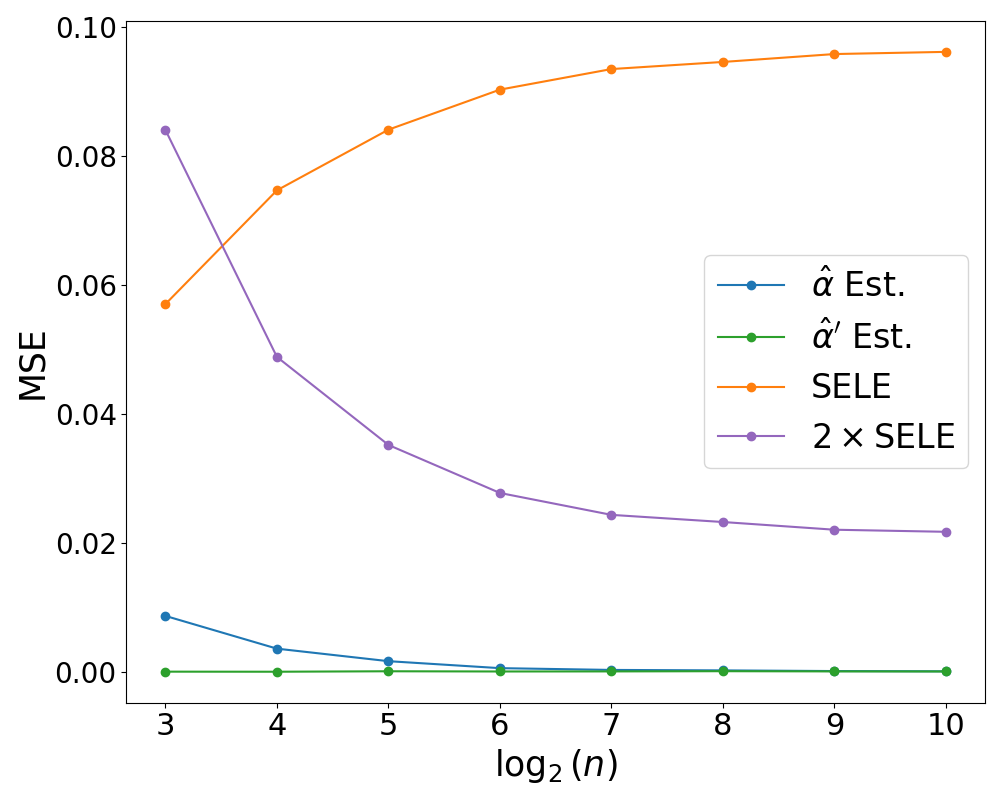 MSE
0.10
0.08
0.06
0.04
0.02
0.00
3 4 5 6 7 8 9 10
log₂(n)
α̂ Est.
α̂′ Est.
SELE
2 × SELE